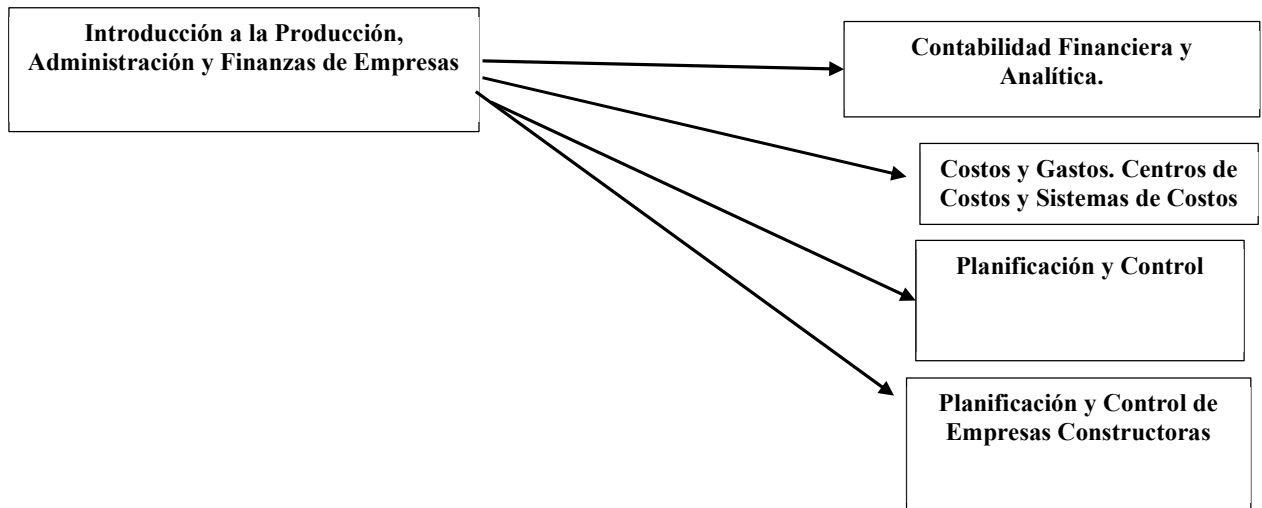 Introducción a la Producción,
Administración y Finanzas de Empresas
Contabilidad Financiera y
Analítica.
Costos y Gastos. Centros de
Costos y Sistemas de Costos
Planificación y Control
Planificación y Control de
Empresas Constructoras